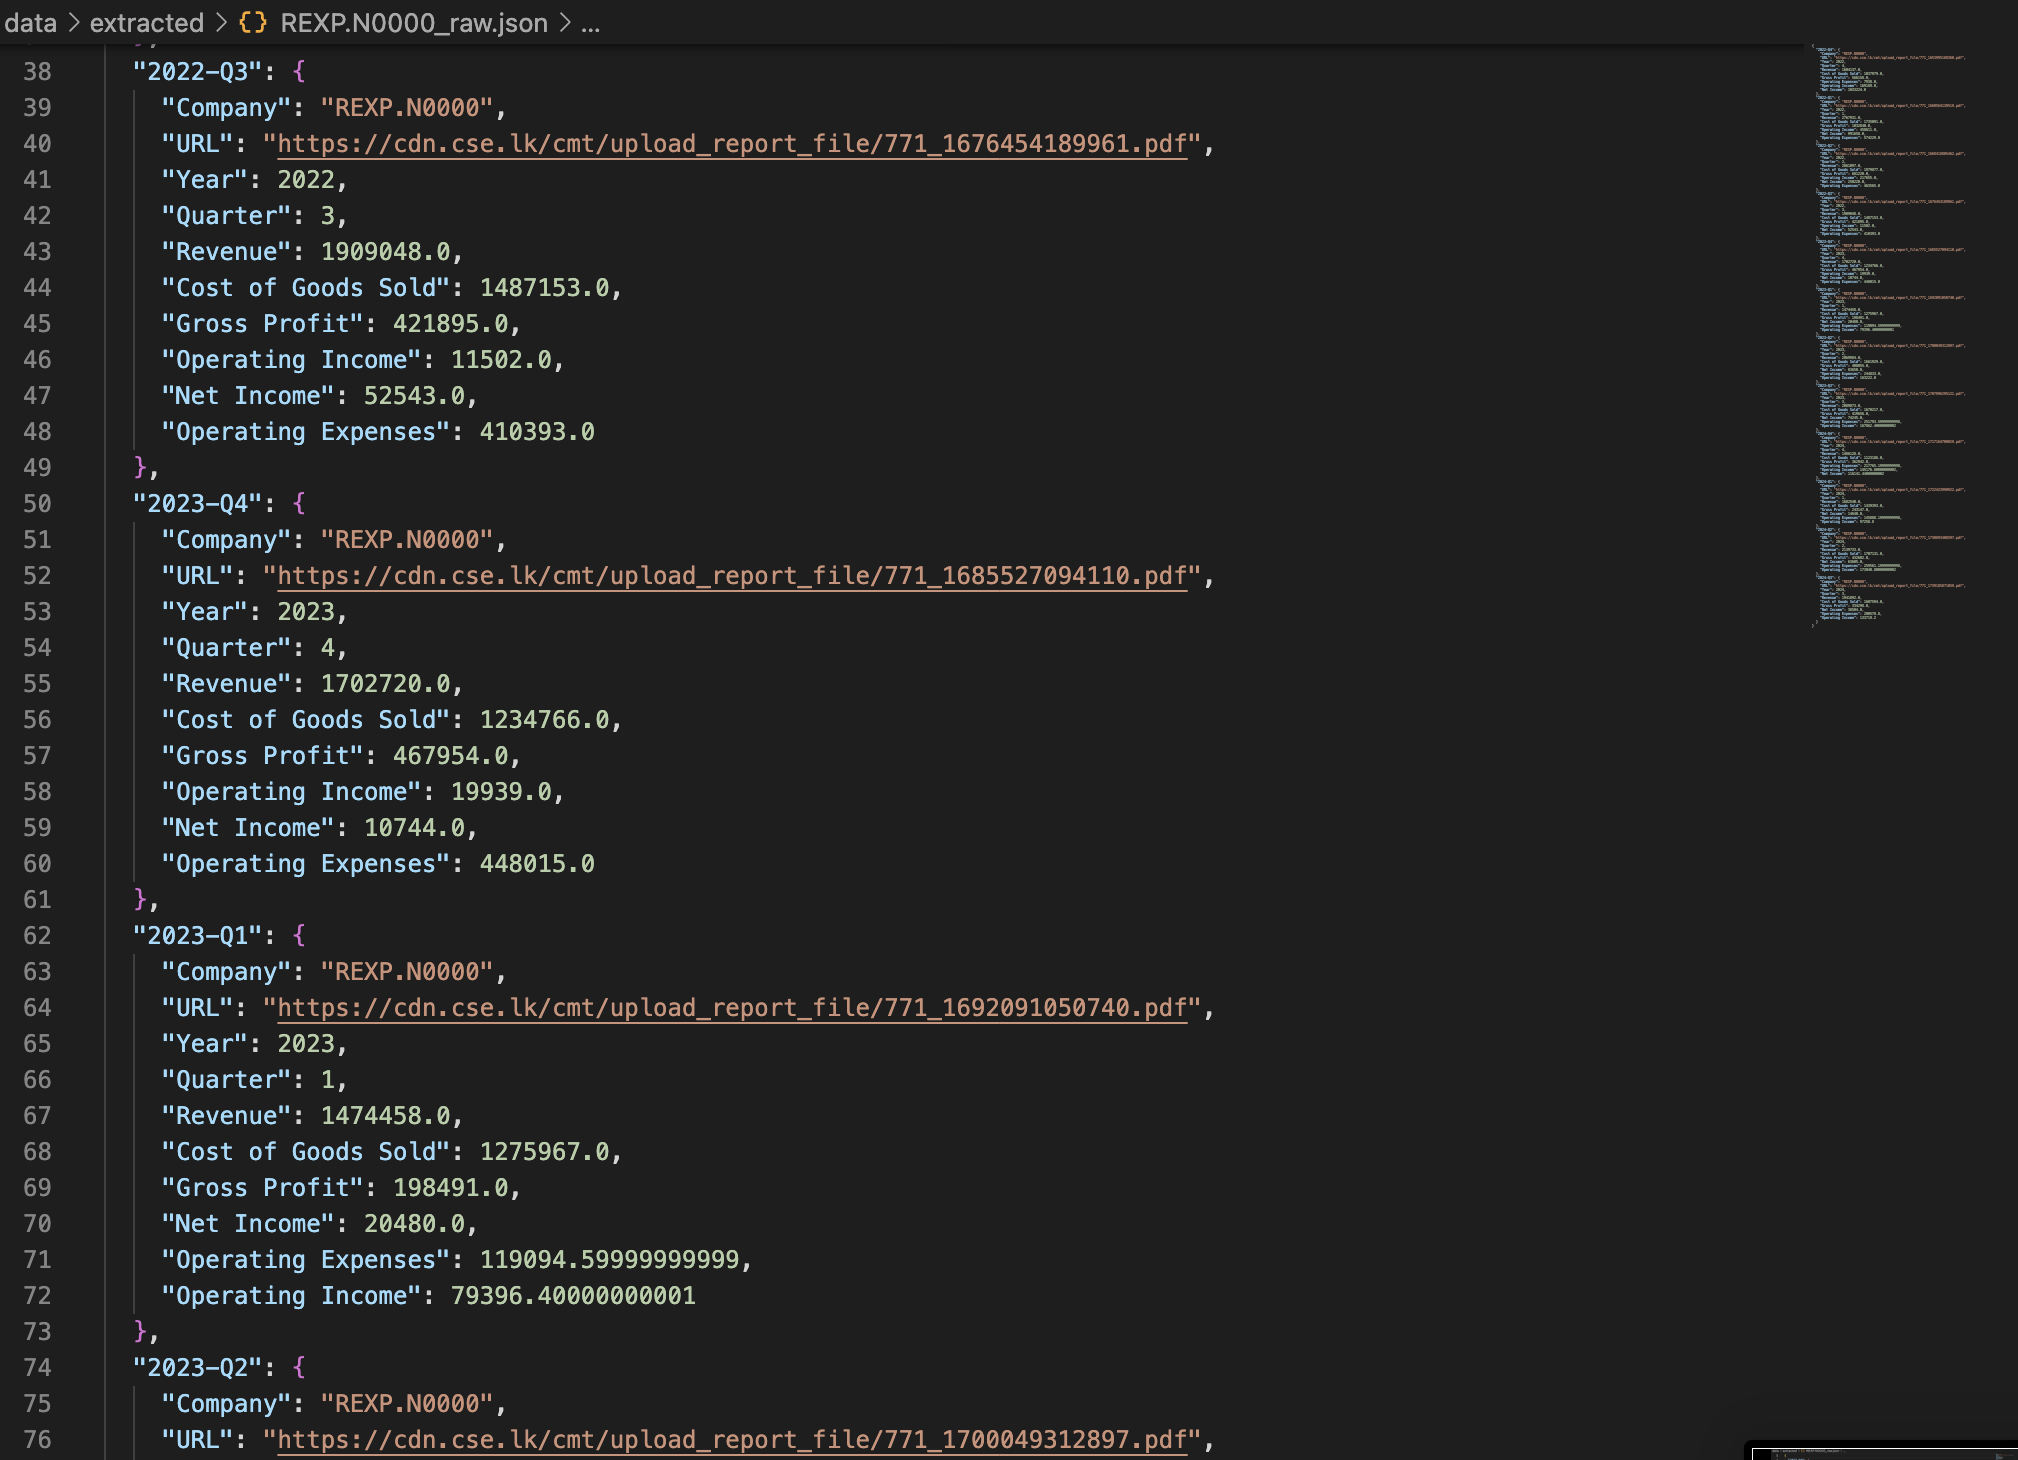 data > extracted > {} REXP.N0000_raw.json > ...
38 "2022-Q3": {
39 "Company": "REXP.N0000",
40 "URL": "https://cdn.cse.lk/cmt/upload_report_file/771_1676454189961.pdf",
41 "Year": 2022,
42 "Quarter": 3,
43 "Revenue": 1909048.0,
44 "Cost of Goods Sold": 1487153.0,
45 "Gross Profit": 421895.0,
46 "Operating Income": 11502.0,
47 "Net Income": 52543.0,
48 "Operating Expenses": 410393.0
49 },
50 "2023-Q4": {
51 "Company": "REXP.N0000",
52 "URL": "https://cdn.cse.lk/cmt/upload_report_file/771_1685527094110.pdf",
53 "Year": 2023,
54 "Quarter": 4,
55 "Revenue": 1702720.0,
56 "Cost of Goods Sold": 1234766.0,
57 "Gross Profit": 467954.0,
58 "Operating Income": 19939.0,
59 "Net Income": 10744.0,
60 "Operating Expenses": 448015.0
61 },
62 "2023-Q1": {
63 "Company": "REXP.N0000",
64 "URL": "https://cdn.cse.lk/cmt/upload_report_file/771_1692091050740.pdf",
65 "Year": 2023,
66 "Quarter": 1,
67 "Revenue": 1474458.0,
68 "Cost of Goods Sold": 1275967.0,
69 "Gross Profit": 198491.0,
70 "Net Income": 20480.0,
71 "Operating Expenses": 119094.59999999999,
72 "Operating Income": 79396.40000000001
73 },
74 "2023-Q2": {
75 "Company": "REXP.N0000",
76 "URL": "https://cdn.cse.lk/cmt/upload_report_file/771_1700049312897.pdf",